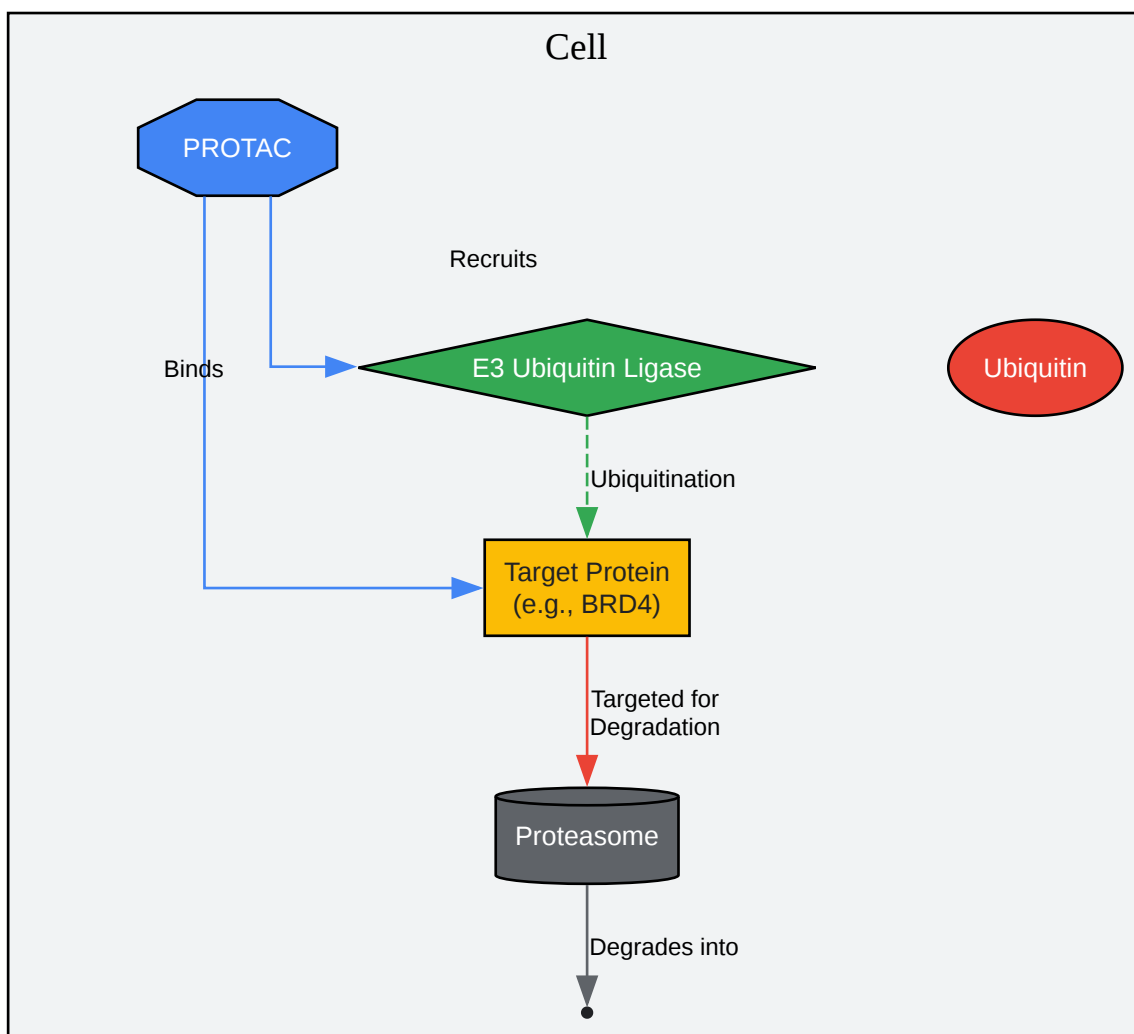 Cell
PROTAC
Recruits
Binds
E3 Ubiquitin Ligase
Ubiquitin
Ubiquitination
Target Protein
(e.g., BRD4)
Targeted for
Degradation
Proteasome
Degrades into